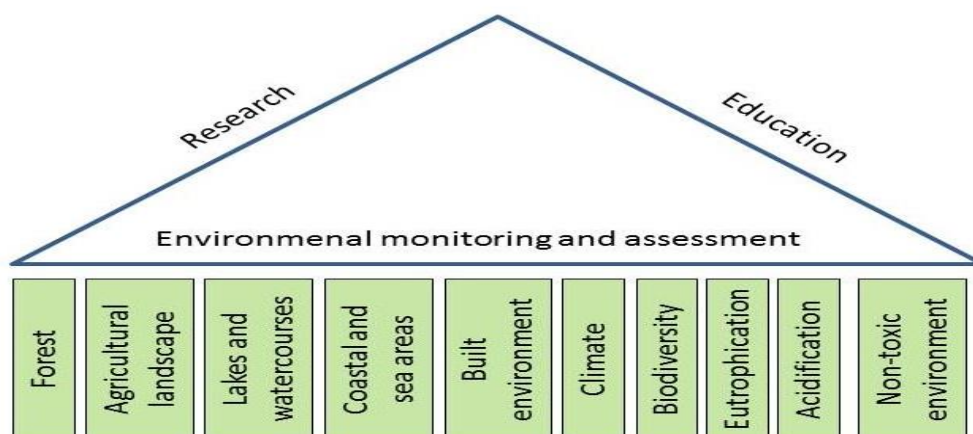 Research
Education
Environmenal monitoring and assessment
Forest
Agricultural
landscape
Lakes and
watercourses
Coastal and
sea areas
Built
environment
Climate
Biodiversity
Eutrophication
Acidification
Non-toxic environment